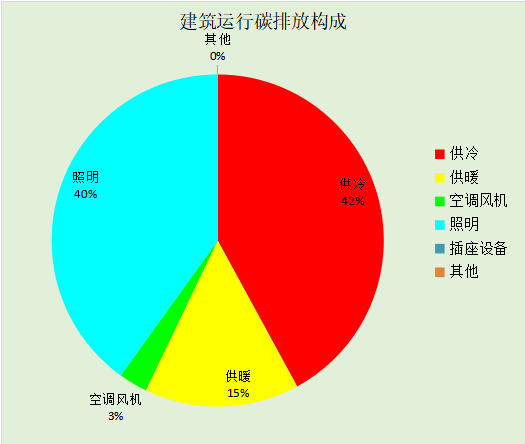 建筑运行碳排放构成
其他
0%
照明
40%
供冷
42%
供暖
15%
空调风机
3%
供冷
供暖
空调风机
照明
插座设备
其他